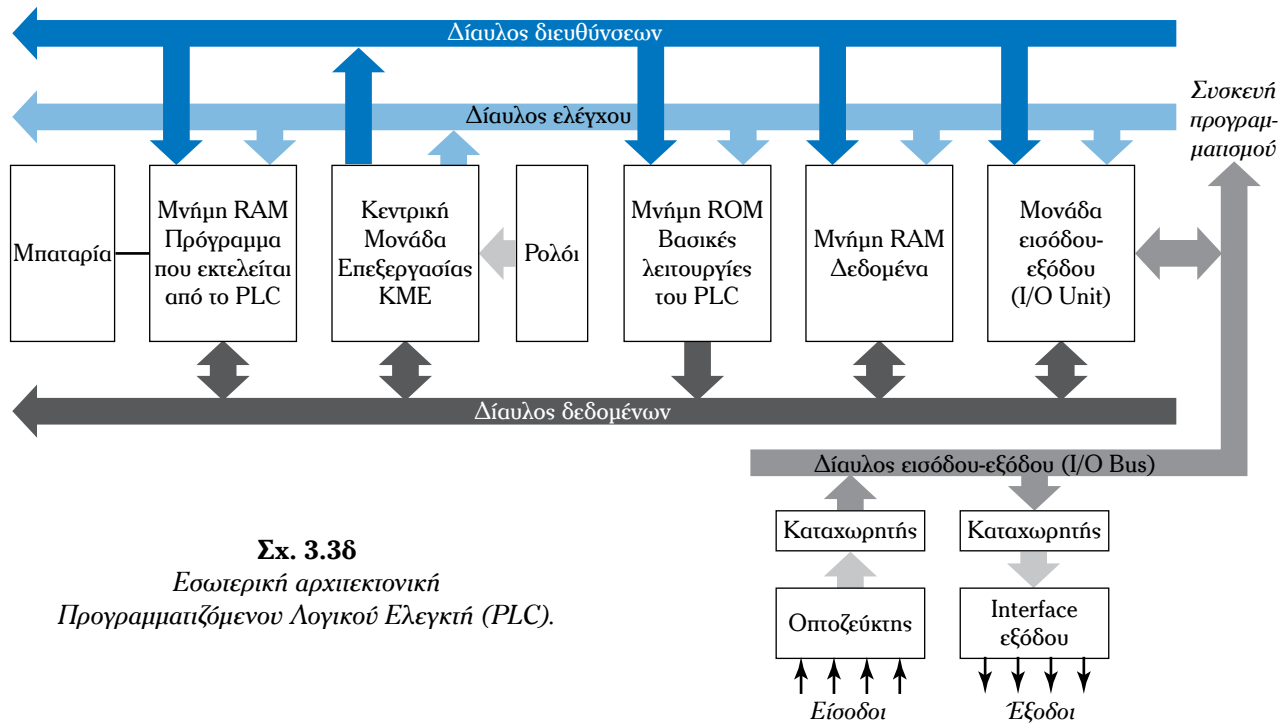 Δίαυλος διευθύνσεων
Δίαυλος ελέγχου
Συσκευή
προγραμ-
ματισμού
Μπαταρία
Μνήμη RAM
Πρόγραμμα
που εκτελείται
από το PLC
Κεντρική
Μονάδα
Επεξεργασίας
ΚΜΕ
Ρολόι
Μνήμη ROM
Βασικές
λειτουργίες
του PLC
Μνήμη RAM
Δεδομένα
Μονάδα
εισόδου-
εξόδου
(I/O Unit)
Δίαυλος δεδομένων
Δίαυλος εισόδου-εξόδου (I/O Bus)
Καταχωρητής
Καταχωρητής
Οπτοζεύκτης
Interface
εξόδου
Είσοδοι
Έξοδοι
Σχ. 3.3δ
Εσωτερική αρχιτεκτονική
Προγραμματιζόμενου Λογικού Ελεγκτή (PLC).